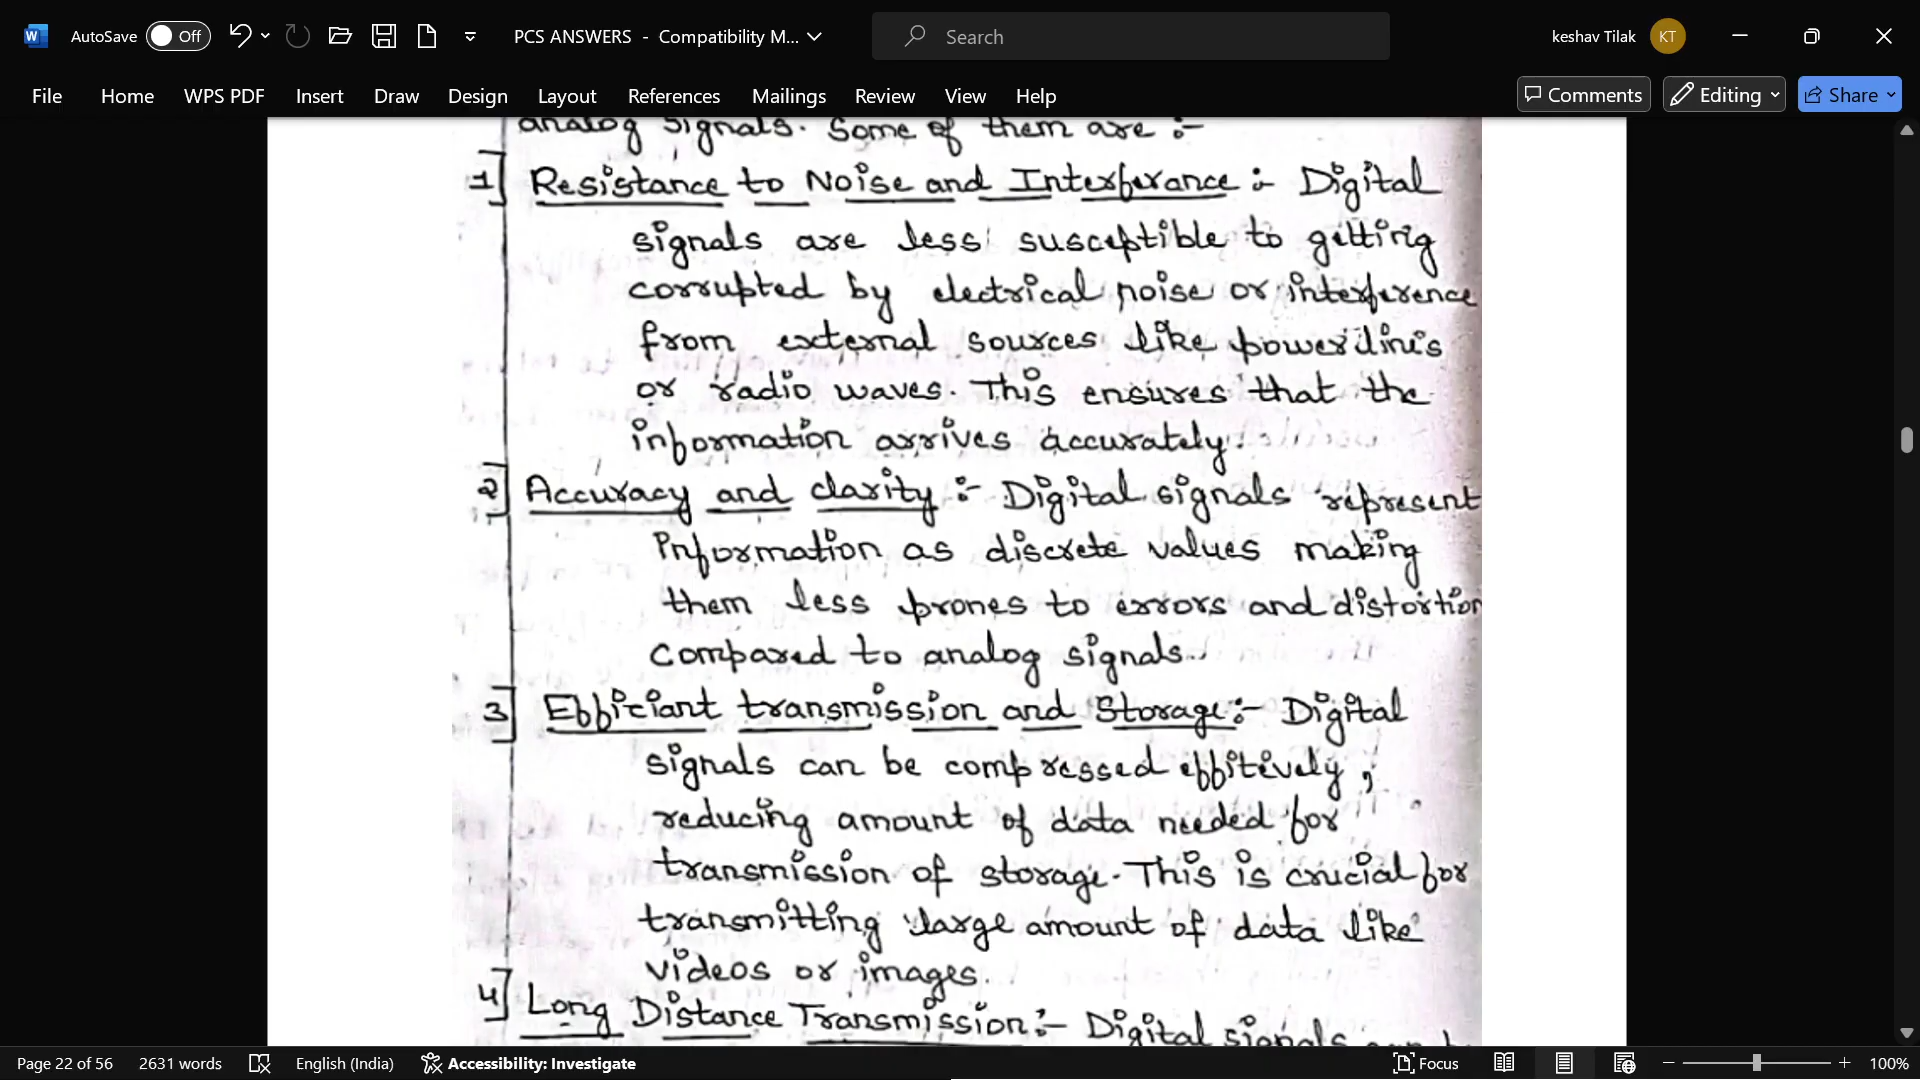 AutoSave Off PCS ANSWERS - Compatibility M... Search keshav Tilak KT
File Home WPS PDF Insert Draw Design Layout References Mailings Review View Help Comments Editing Share
analog signals. Some of them are :-
1] Resistance to Noise and Interferance :- Digital
signals are less susceptible to getting
corrupted by electrical noise or interference
from external sources like powerlines
or radio waves. This ensures that the
information arrives accurately.
2] Accuracy and clarity :- Digital signals represent
Information as discrete values making
them less prones to errors and distortion
compared to analog signals.
3] Efficiant transmission and Storage:- Digital
signals can be compressed effitively,
reducing amount of data needed for
transmission of storage. This is crucial for
transmitting large amount of data like
videos or images.
4] Long Distance Transmission:- Digital signals can
Page 22 of 56 2631 words English (India) Accessibility: Investigate Focus 100%